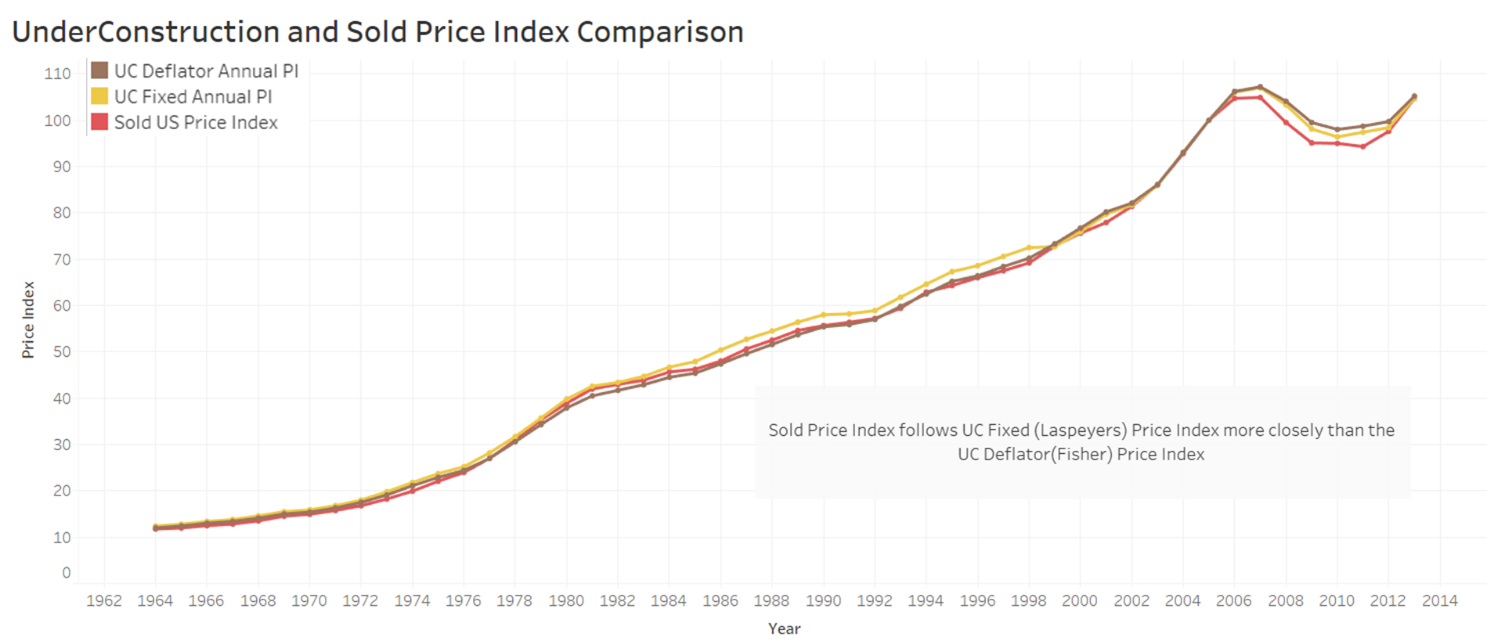 UnderConstruction and Sold Price Index Comparison
UC Deflator Annual PI
UC Fixed Annual PI
Sold US Price Index
110
100
90
80
70
60
50
40
30
20
10
0
Price Index
Sold Price Index follows UC Fixed (Laspeyers) Price Index more closely than the
UC Deflator(Fisher) Price Index
1962 1964 1966 1968 1970 1972 1974 1976 1978 1980 1982 1984 1986 1988 1990 1992 1994 1996 1998 2000 2002 2004 2006 2008 2010 2012 2014
Year